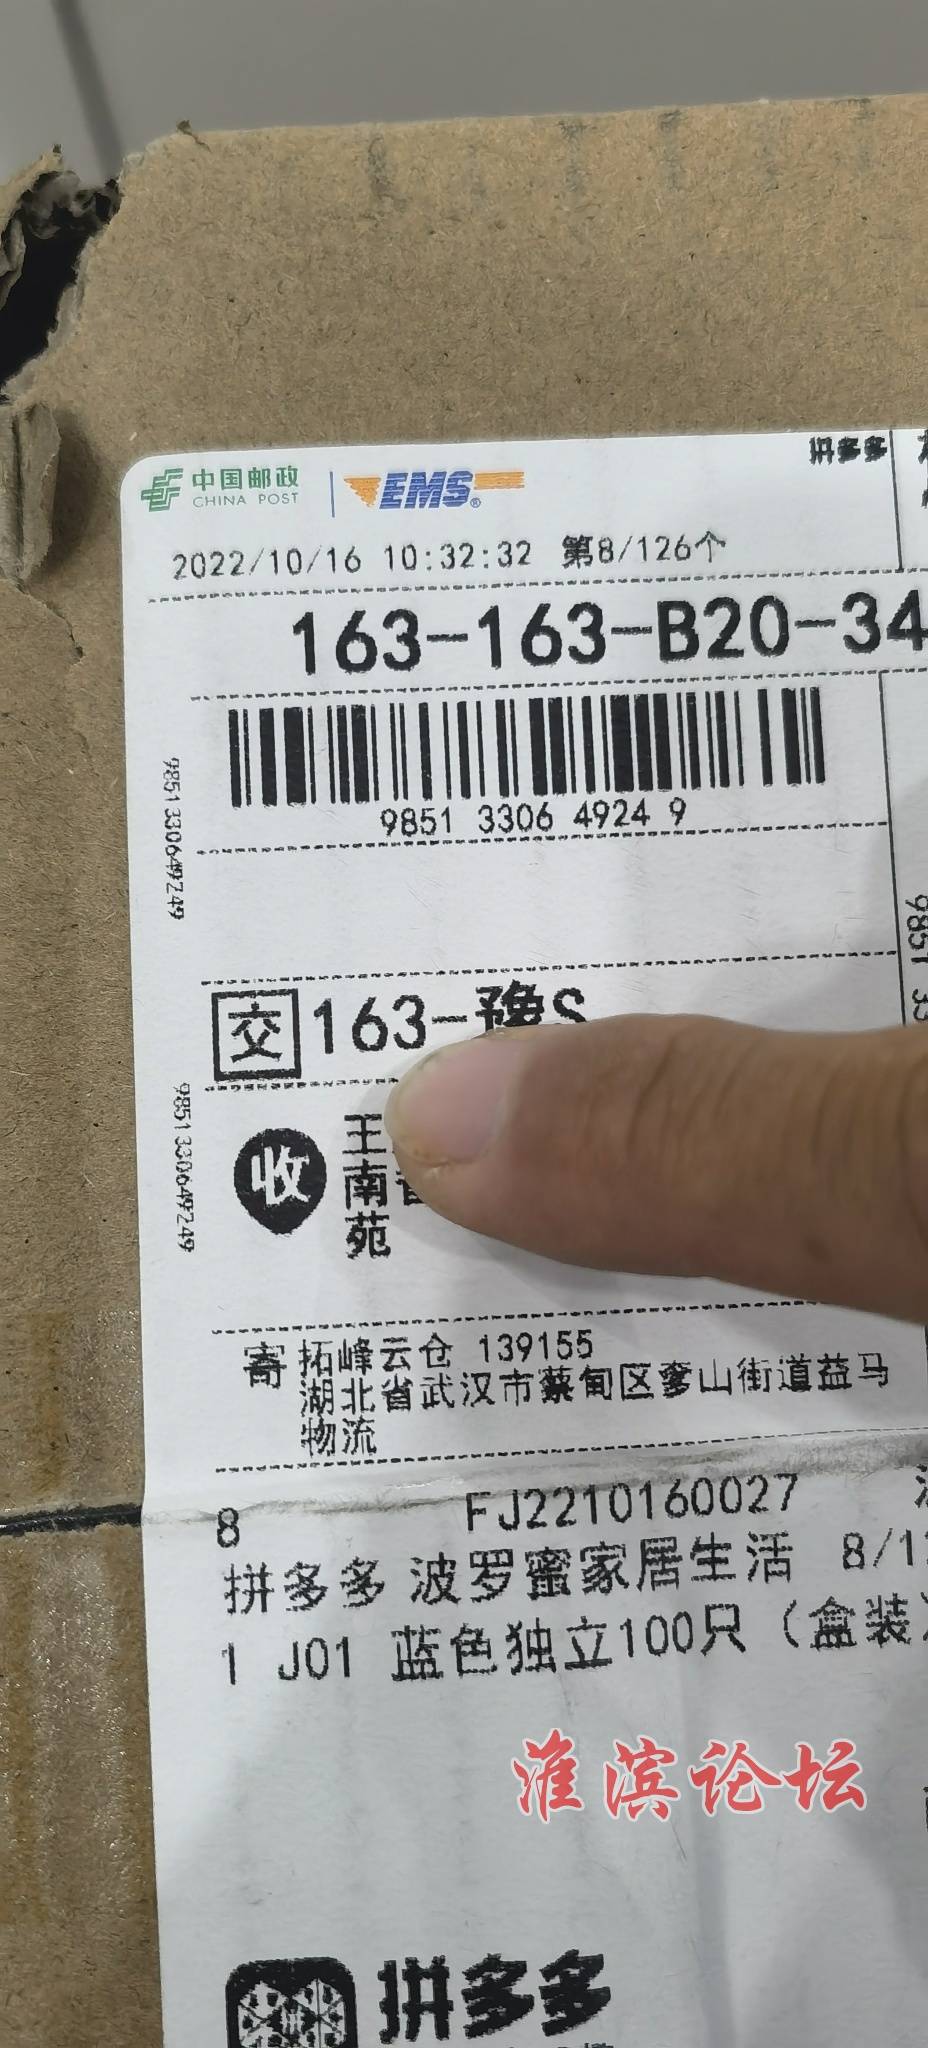 中国邮政
CHINA POST
EMS
拼多多
2022/10/16 10:32:32 第8/126个
163-163-B20-34
9851 3306 4924 9
9851330649249
交 163-豫S
9851 33
收 王
南省
苑
9851330649249
寄 拓峰云仓 139155
湖北省武汉市蔡甸区奓山街道益马
物流
8 FJ2210160027
拼多多 波罗蜜家居生活 8/1
1 J01 蓝色独立100只（盒装）
淮滨论坛
拼多多